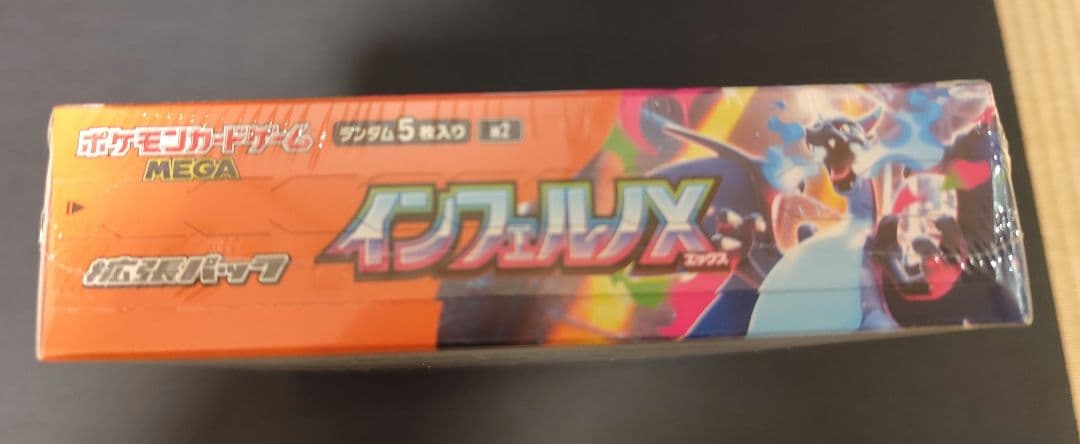 ポケモンカードゲーム
MEGA
ランダム5枚入り
拡張パック
インフェルノX
エックス